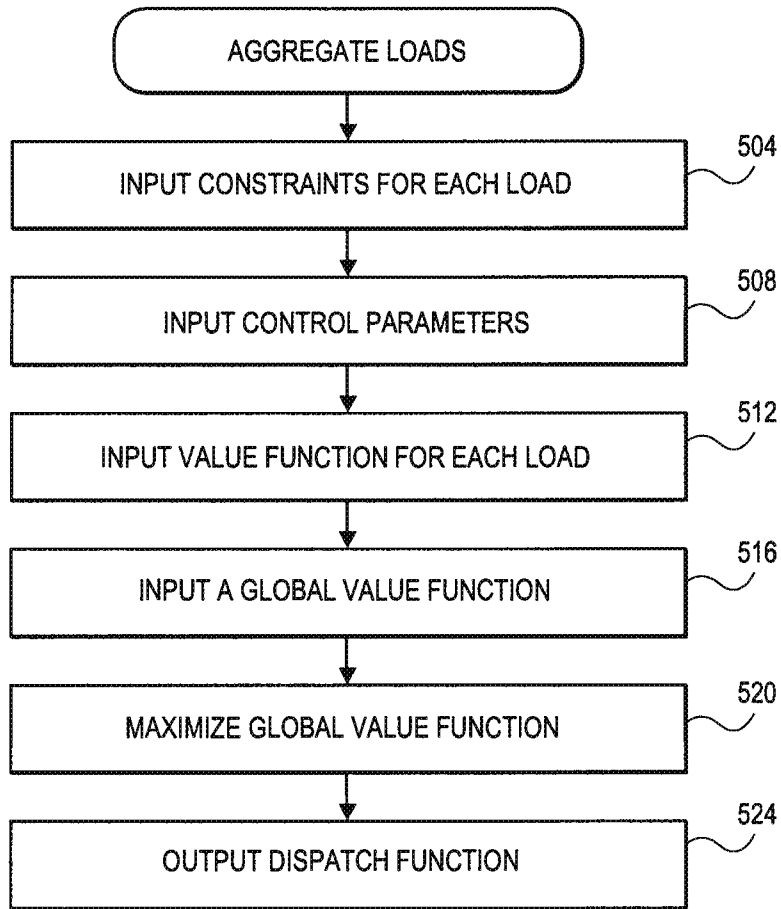 AGGREGATE LOADS
504
INPUT CONSTRAINTS FOR EACH LOAD
508
INPUT CONTROL PARAMETERS
512
INPUT VALUE FUNCTION FOR EACH LOAD
516
INPUT A GLOBAL VALUE FUNCTION
520
MAXIMIZE GLOBAL VALUE FUNCTION
524
OUTPUT DISPATCH FUNCTION